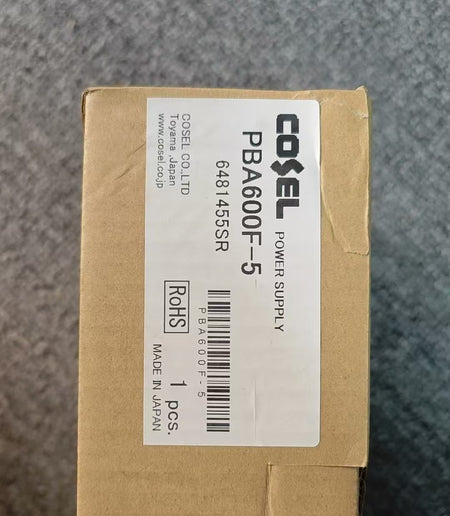 COSEL POWER SUPPLY
PBA600F-5
6481455SR
PBA600F-5
COSEL CO.,LTD
Toyama ,Japan
www.cosel.co.jp
RoHS
1 pcs.
MADE IN JAPAN